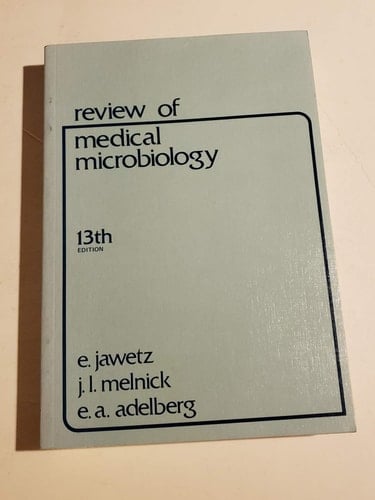 review of
medical
microbiology
13th
EDITION
e. jawetz
j. l. melnick
e. a. adelberg